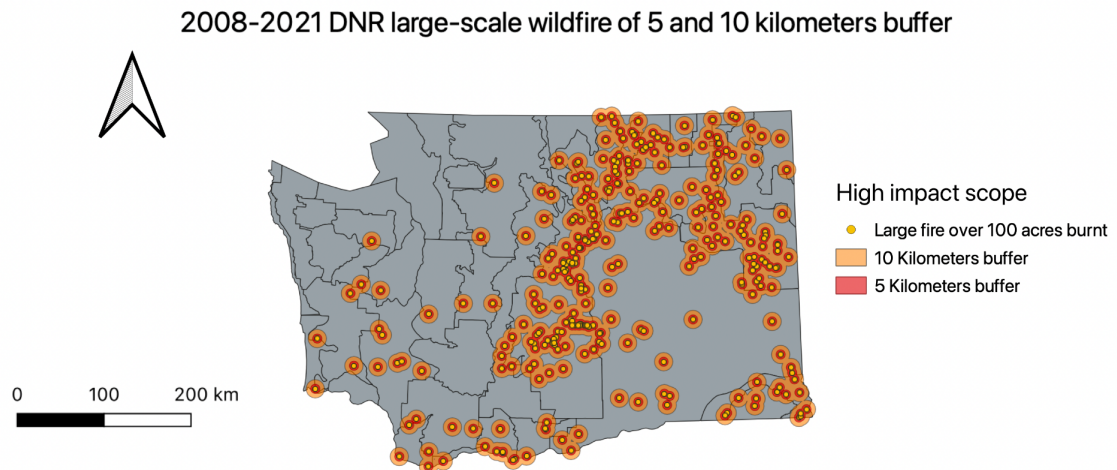 2008-2021 DNR large-scale wildfire of 5 and 10 kilometers buffer
High impact scope
Large fire over 100 acres burnt
10 Kilometers buffer
5 Kilometers buffer
0 100 200 km